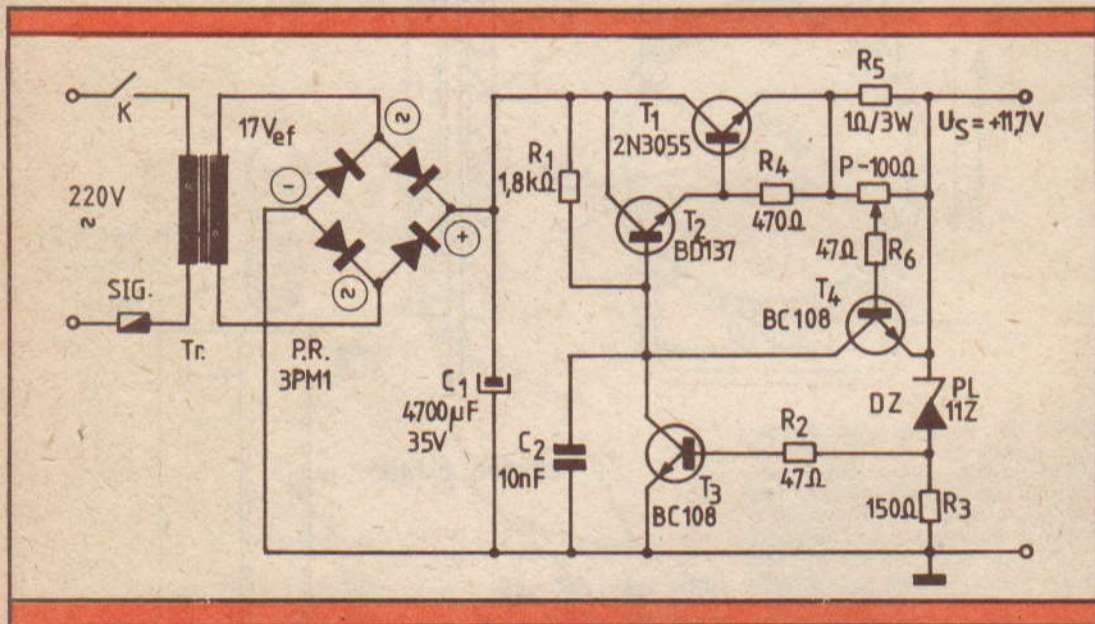 K
220V
≈
SIG.
Tr.
17Vef
~
-
+
~
P.R.
3PM1
C1
4700µF
35V
R1
1,8kΩ
C2
10nF
T1
2N3055
T2
BD137
R4
470Ω
R5
1Ω/3W
US=+11,7V
P-100Ω
47Ω
R6
T4
BC 108
DZ
PL
11Z
R2
47Ω
T3
BC108
150Ω
R3